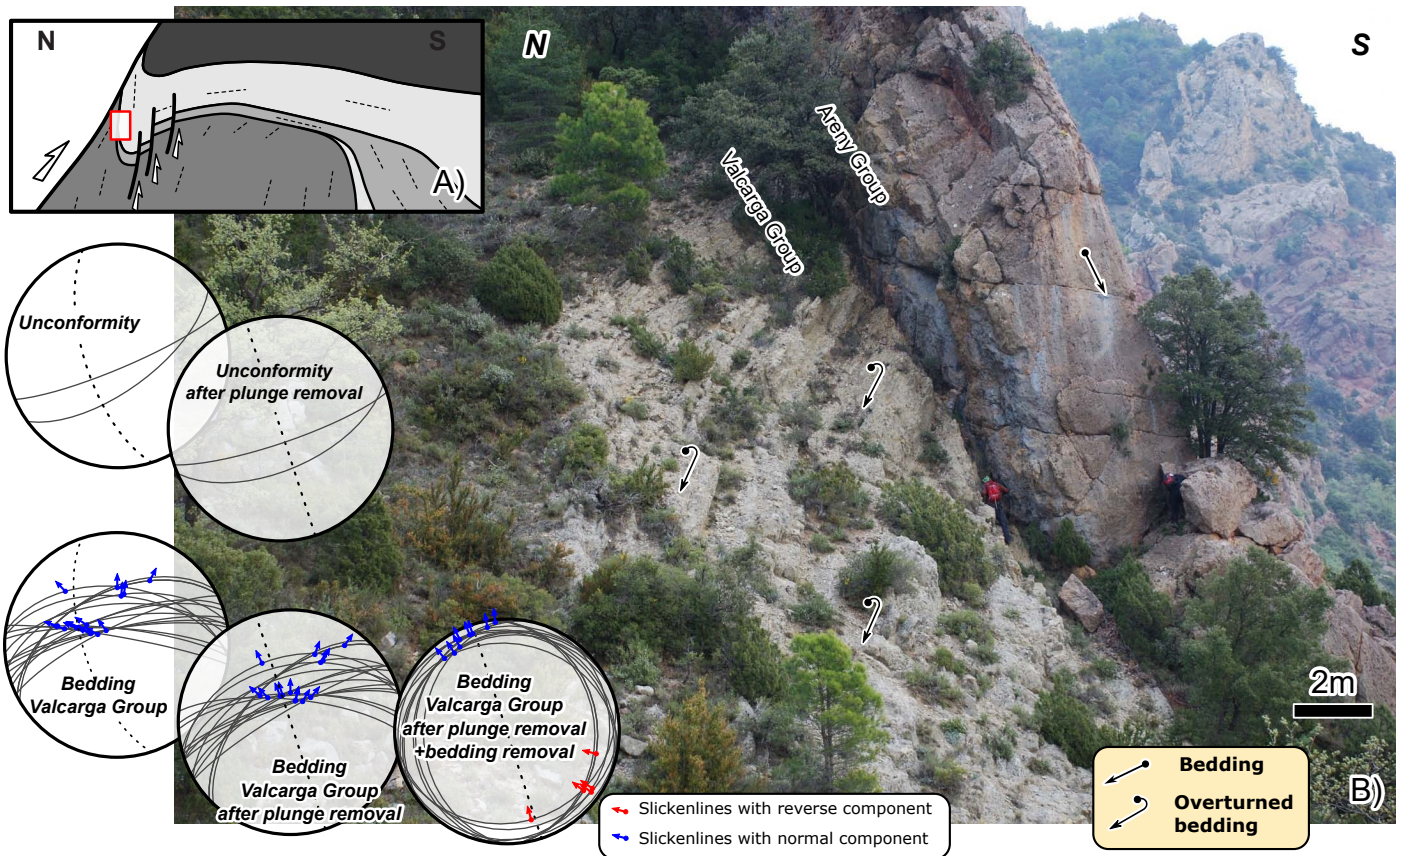 N
S
A)
N
S
Areny Group
Valcarga Group
Unconformity
Unconformity
after plunge removal
Bedding
Valcarga Group
Bedding
Valcarga Group
after plunge removal
Bedding
Valcarga Group
after plunge removal
+bedding removal
Slickenlines with reverse component
Slickenlines with normal component
2m
Bedding
Overturned
bedding
B)